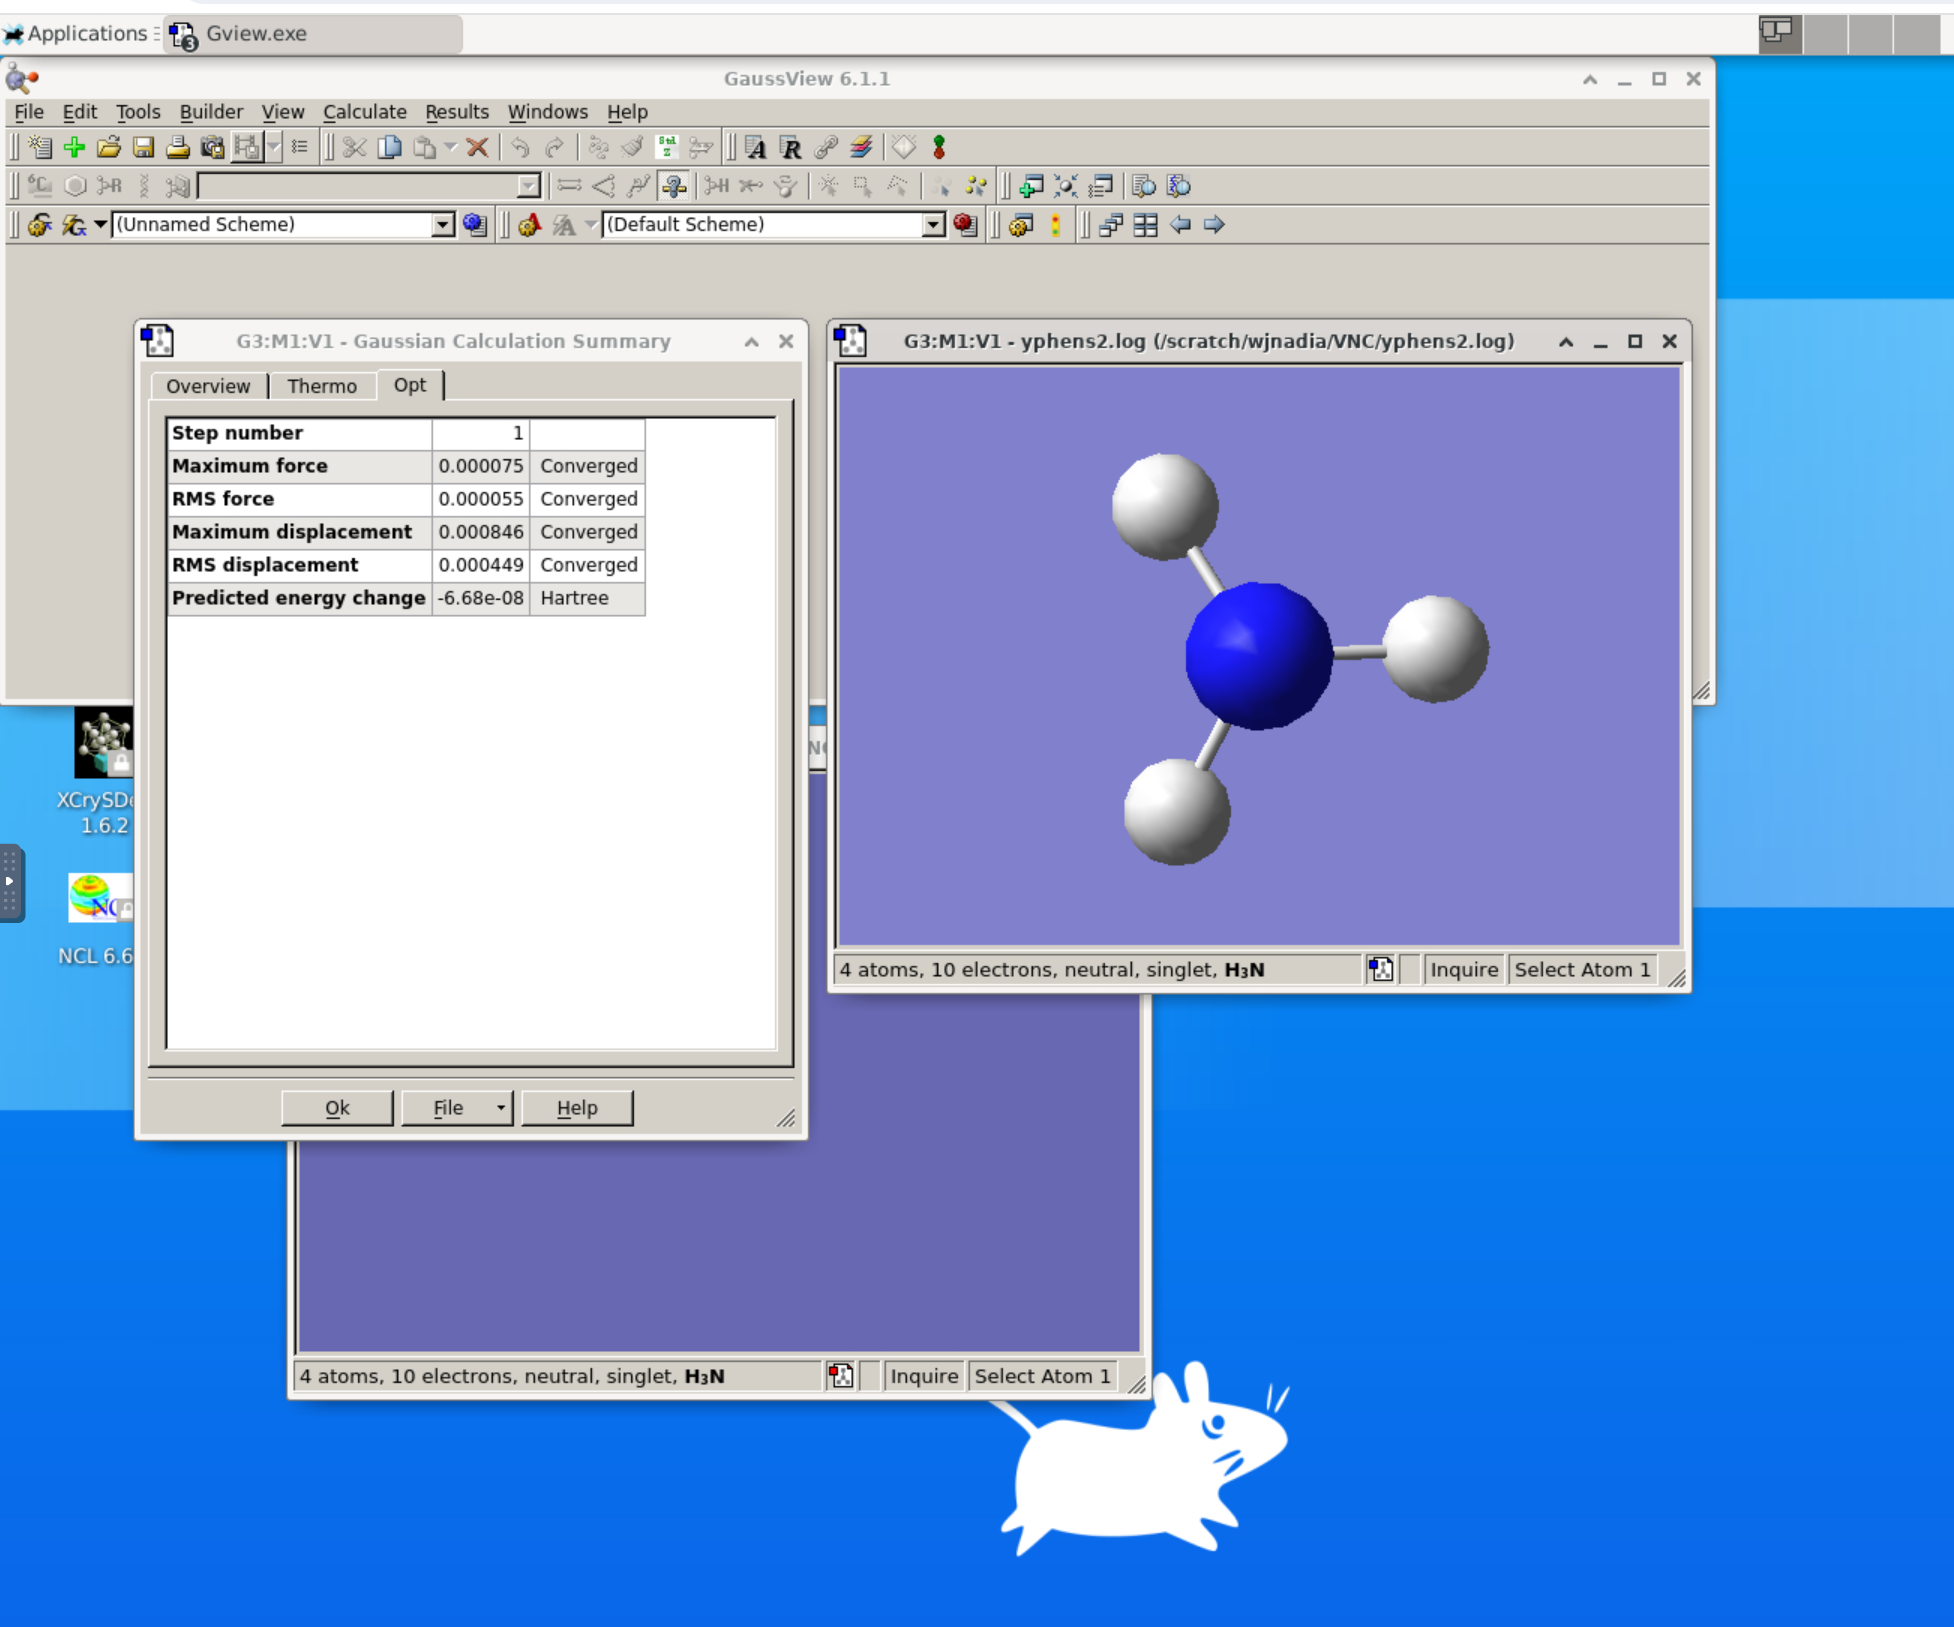 Applications
3 Gview.exe
GaussView 6.1.1
File Edit Tools Builder View Calculate Results Windows Help
(Unnamed Scheme) (Default Scheme)
G3:M1:V1 - Gaussian Calculation Summary
Overview Thermo Opt
Step number 1
Maximum force 0.000075 Converged
RMS force 0.000055 Converged
Maximum displacement 0.000846 Converged
RMS displacement 0.000449 Converged
Predicted energy change -6.68e-08 Hartree
Ok File Help
G3:M1:V1 - yphens2.log (/scratch/wjnadia/VNC/yphens2.log)
4 atoms, 10 electrons, neutral, singlet, H₃N Inquire Select Atom 1
XCrySDe
1.6.2
NCL 6.6
4 atoms, 10 electrons, neutral, singlet, H₃N Inquire Select Atom 1